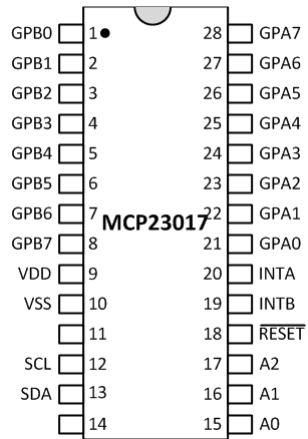 GPB0 1 28 GPA7
GPB1 2 27 GPA6
GPB2 3 26 GPA5
GPB3 4 25 GPA4
GPB4 5 24 GPA3
GPB5 6 23 GPA2
GPB6 7 MCP23017 22 GPA1
GPB7 8 21 GPA0
VDD 9 20 INTA
VSS 10 19 INTB
11 18 RESET
SCL 12 17 A2
SDA 13 16 A1
14 15 A0